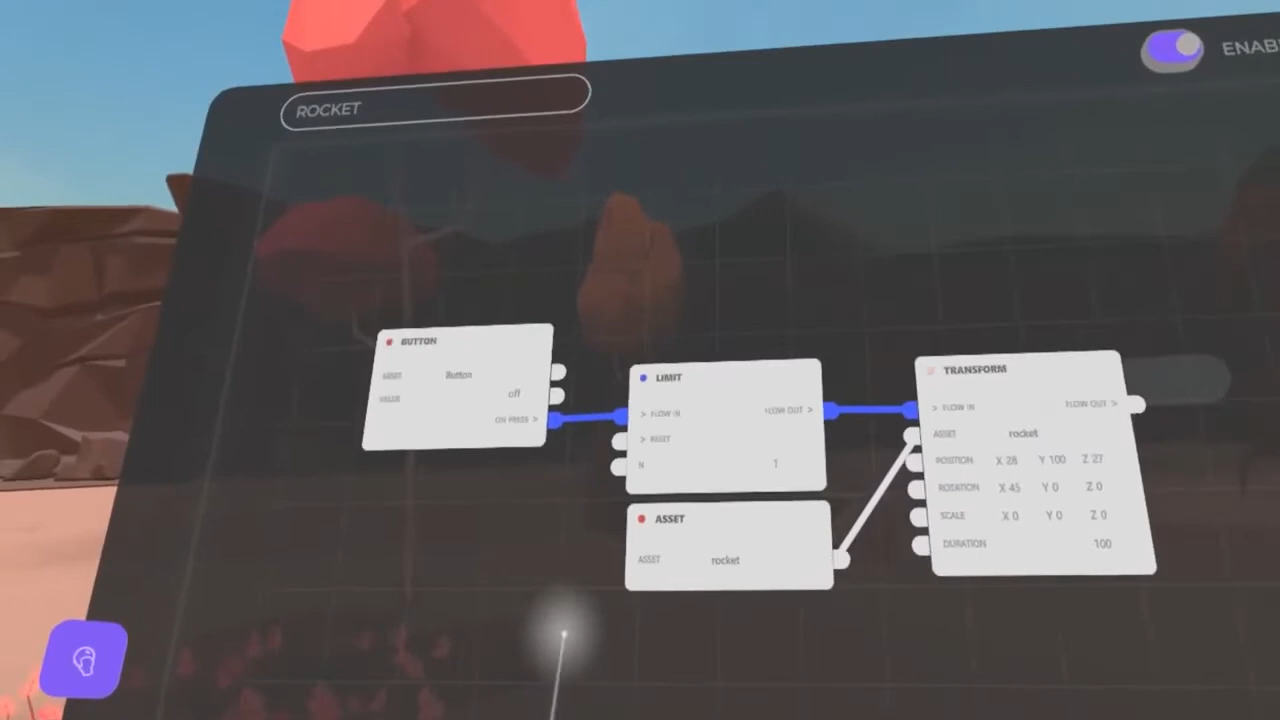 ROCKET
ENAB
BUTTON
ASSET Button
VALUE off
ON PRESS >
LIMIT
> FLOW IN FLOW OUT >
> RESET
N 1
ASSET
ASSET rocket
TRANSFORM
> FLOW IN FLOW OUT >
ASSET rocket
POSITION X 28 Y 100 Z 27
ROTATION X 45 Y 0 Z 0
SCALE X 0 Y 0 Z 0
DURATION 100